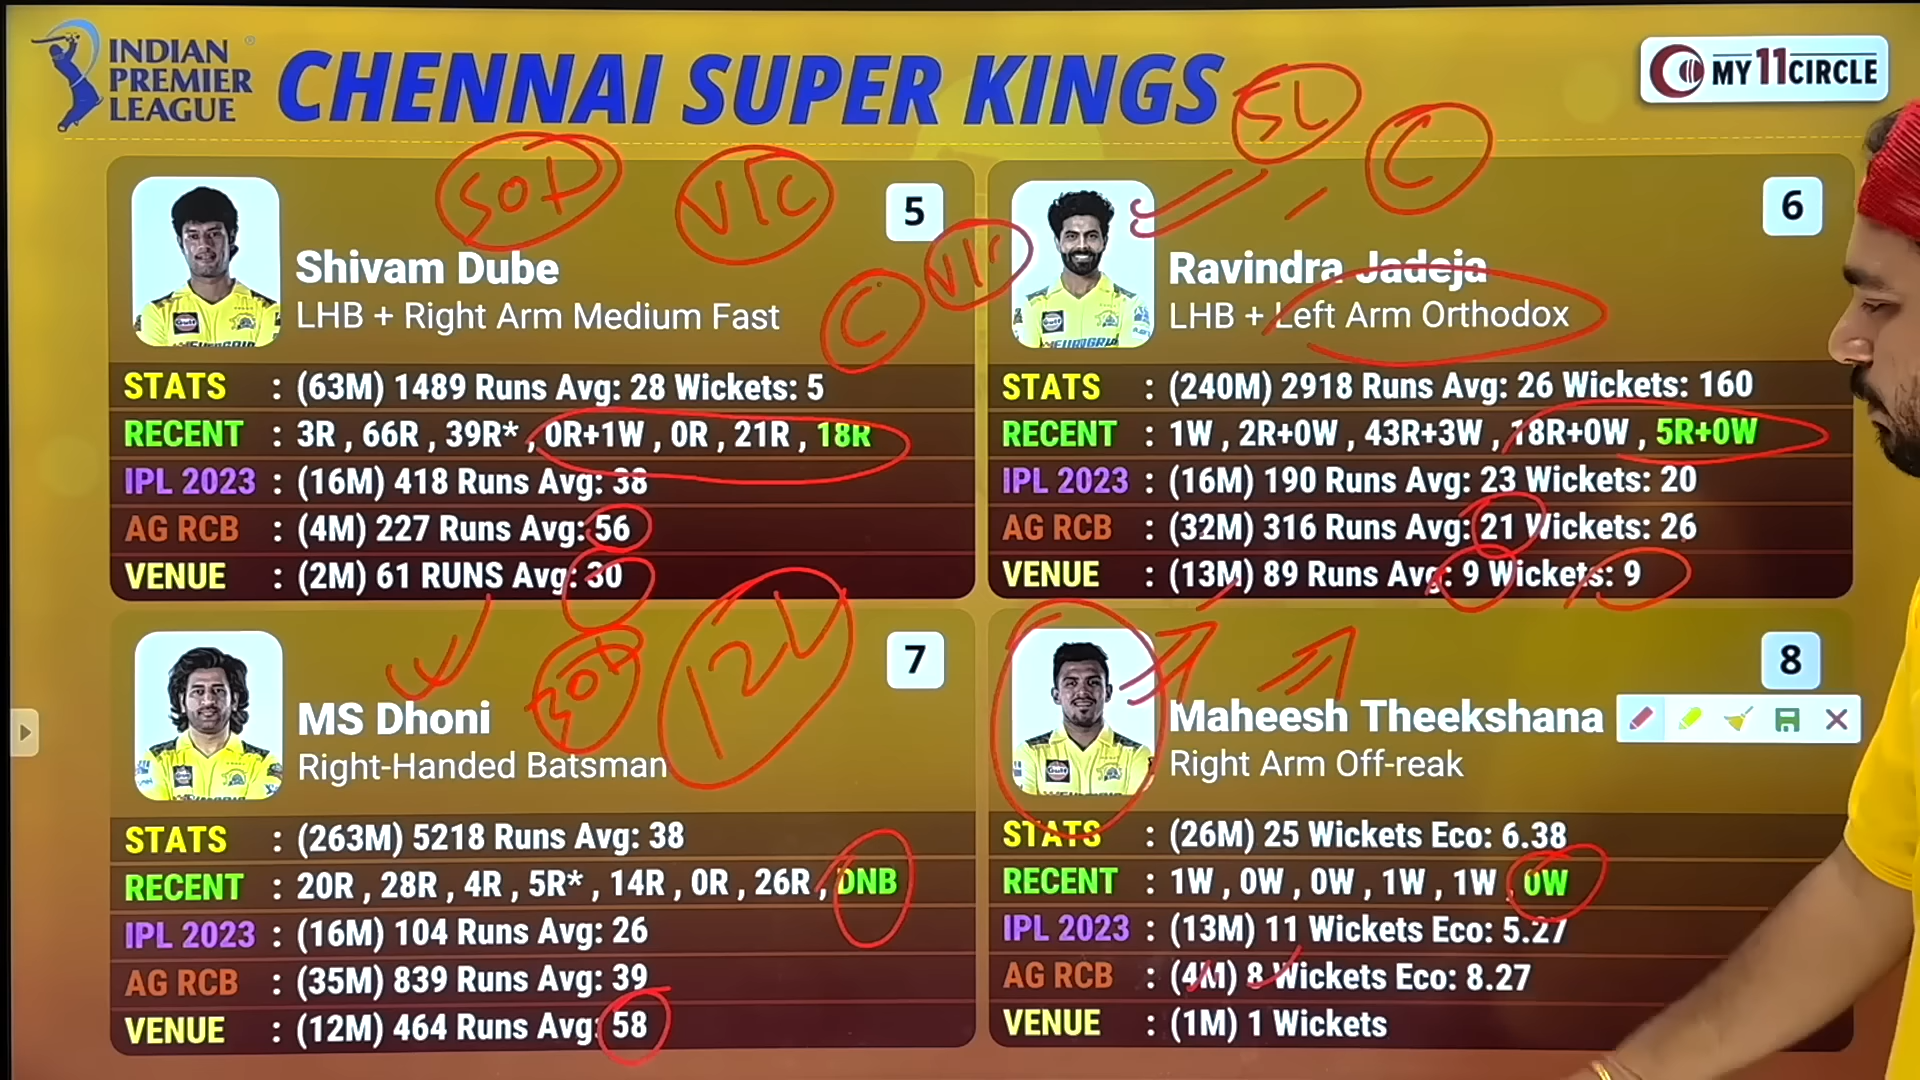 INDIAN
PREMIER
LEAGUE
CHENNAI SUPER KINGS
MY11CIRCLE
SL
C
50+
V/C
5
Shivam Dube
LHB + Right Arm Medium Fast
C
STATS : (63M) 1489 Runs Avg: 28 Wickets: 5
RECENT : 3R , 66R , 39R* , 0R+1W , 0R , 21R , 18R
IPL 2023 : (16M) 418 Runs Avg: 38
AG RCB : (4M) 227 Runs Avg: 56
VENUE : (2M) 61 RUNS Avg: 30
6
Ravindra Jadeja
LHB + Left Arm Orthodox
STATS : (240M) 2918 Runs Avg: 26 Wickets: 160
RECENT : 1W , 2R+0W , 43R+3W , 18R+0W , 5R+0W
IPL 2023 : (16M) 190 Runs Avg: 23 Wickets: 20
AG RCB : (32M) 316 Runs Avg: 21 Wickets: 26
VENUE : (13M) 89 Runs Avg: 9 Wickets: 9
30+
12L
7
MS Dhoni
Right-Handed Batsman
STATS : (263M) 5218 Runs Avg: 38
RECENT : 20R , 28R , 4R , 5R* , 14R , 0R , 26R , DNB
IPL 2023 : (16M) 104 Runs Avg: 26
AG RCB : (35M) 839 Runs Avg: 39
VENUE : (12M) 464 Runs Avg: 58
8
Maheesh Theekshana
Right Arm Off-reak
STATS : (26M) 25 Wickets Eco: 6.38
RECENT : 1W , 0W , 0W , 1W , 1W , 0W
IPL 2023 : (13M) 11 Wickets Eco: 5.27
AG RCB : (4M) 8 Wickets Eco: 8.27
VENUE : (1M) 1 Wickets